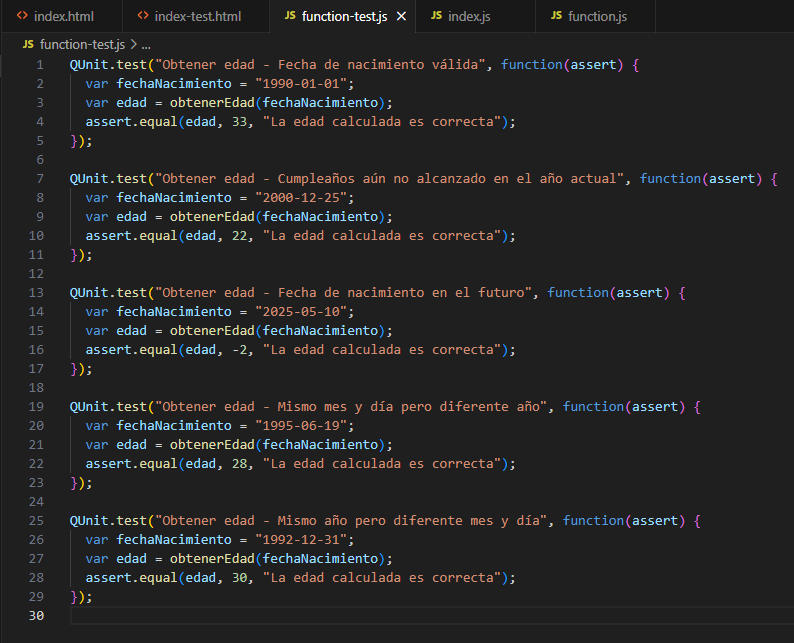 <> index.html <> index-test.html JS function-test.js × JS index.js JS function.js
JS function-test.js > ...
1 QUnit.test("Obtener edad - Fecha de nacimiento válida", function(assert) {
2 var fechaNacimiento = "1990-01-01";
3 var edad = obtenerEdad(fechaNacimiento);
4 assert.equal(edad, 33, "La edad calculada es correcta");
5 });
6
7 QUnit.test("Obtener edad - Cumpleaños aún no alcanzado en el año actual", function(assert) {
8 var fechaNacimiento = "2000-12-25";
9 var edad = obtenerEdad(fechaNacimiento);
10 assert.equal(edad, 22, "La edad calculada es correcta");
11 });
12
13 QUnit.test("Obtener edad - Fecha de nacimiento en el futuro", function(assert) {
14 var fechaNacimiento = "2025-05-10";
15 var edad = obtenerEdad(fechaNacimiento);
16 assert.equal(edad, -2, "La edad calculada es correcta");
17 });
18
19 QUnit.test("Obtener edad - Mismo mes y día pero diferente año", function(assert) {
20 var fechaNacimiento = "1995-06-19";
21 var edad = obtenerEdad(fechaNacimiento);
22 assert.equal(edad, 28, "La edad calculada es correcta");
23 });
24
25 QUnit.test("Obtener edad - Mismo año pero diferente mes y día", function(assert) {
26 var fechaNacimiento = "1992-12-31";
27 var edad = obtenerEdad(fechaNacimiento);
28 assert.equal(edad, 30, "La edad calculada es correcta");
29 });
30